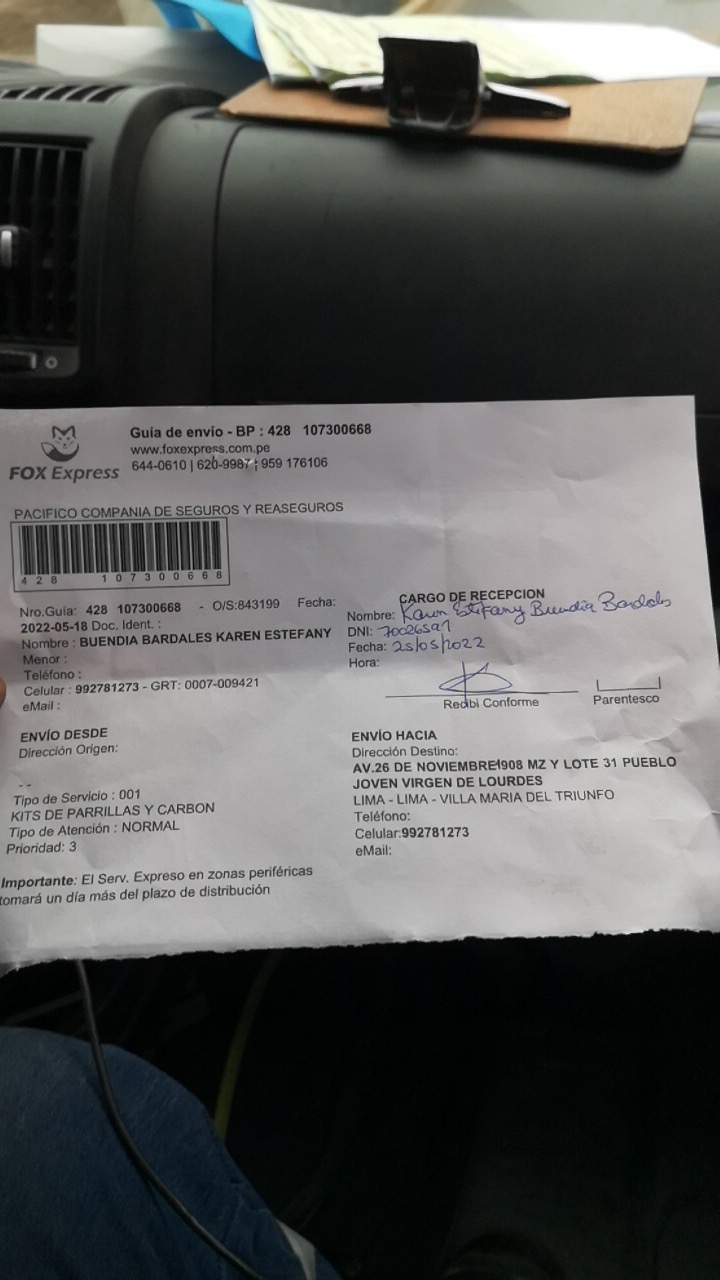 FOX Express
Guía de envío - BP : 428 107300668
www.foxexpress.com.pe
644-0610 | 620-9987 | 959 176106
PACIFICO COMPANIA DE SEGUROS Y REASEGUROS
428 107300668
Nro.Guía: 428 107300668 - O/S:843199 Fecha:
2022-05-18 Doc. Ident. :
Nombre : BUENDIA BARDALES KAREN ESTEFANY
Menor :
Teléfono :
Celular : 992781273 - GRT: 0007-009421
eMail :
CARGO DE RECEPCION
Nombre: Karen Estefany Buendia Bardales
DNI:
Fecha: 25/05/2022
Hora:
Recibi Conforme
Parentesco
ENVÍO DESDE
Dirección Origen:
- -
Tipo de Servicio : 001
KITS DE PARRILLAS Y CARBON
Tipo de Atención : NORMAL
Prioridad: 3
ENVÍO HACIA
Dirección Destino:
AV.26 DE NOVIEMBRE1908 MZ Y LOTE 31 PUEBLO
JOVEN VIRGEN DE LOURDES
LIMA - LIMA - VILLA MARIA DEL TRIUNFO
Teléfono:
Celular:992781273
eMail:
Importante: El Serv. Expreso en zonas periféricas
tomará un día más del plazo de distribución